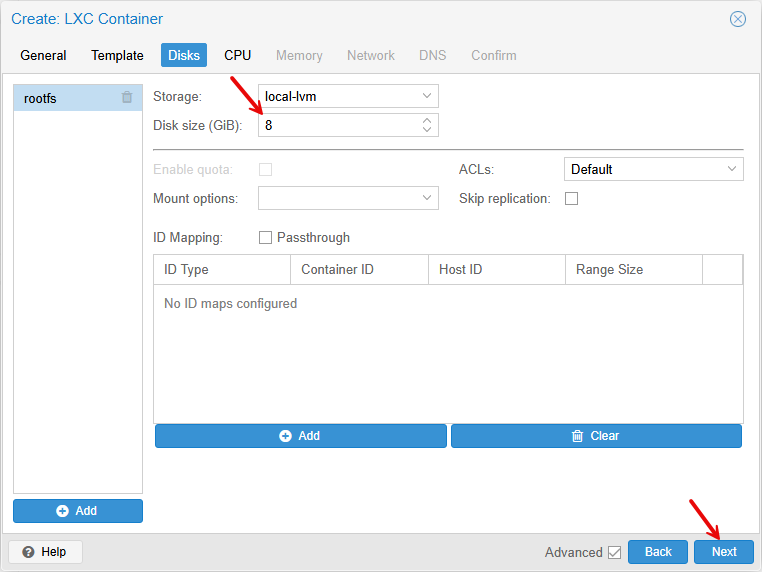 Create: LXC Container
General Template Disks CPU Memory Network DNS Confirm
rootfs
Storage: local-lvm
Disk size (GiB): 8
Enable quota: ACLs: Default
Mount options: Skip replication:
ID Mapping: Passthrough
ID Type Container ID Host ID Range Size
No ID maps configured
Add Clear
Add
Help Advanced Back Next